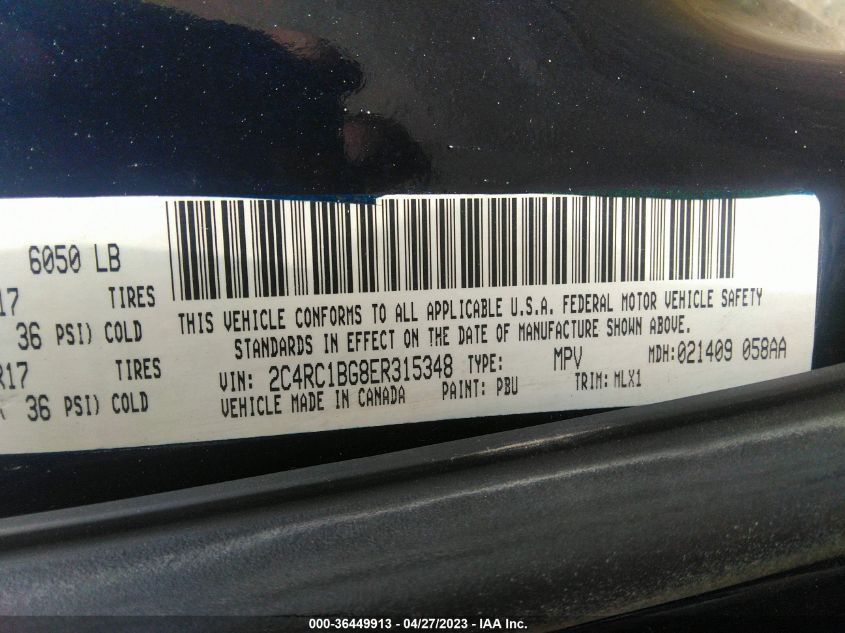 6050 LB
17 TIRES
36 PSI) COLD
R17 TIRES
36 PSI) COLD
THIS VEHICLE CONFORMS TO ALL APPLICABLE U.S.A. FEDERAL MOTOR VEHICLE SAFETY
STANDARDS IN EFFECT ON THE DATE OF MANUFACTURE SHOWN ABOVE.
VIN: 2C4RC1BG8ER315348 TYPE: MPV MDH:021409 058AA
VEHICLE MADE IN CANADA PAINT: PBU TRIM: MLX1
000-36449913 - 04/27/2023 - IAA Inc.